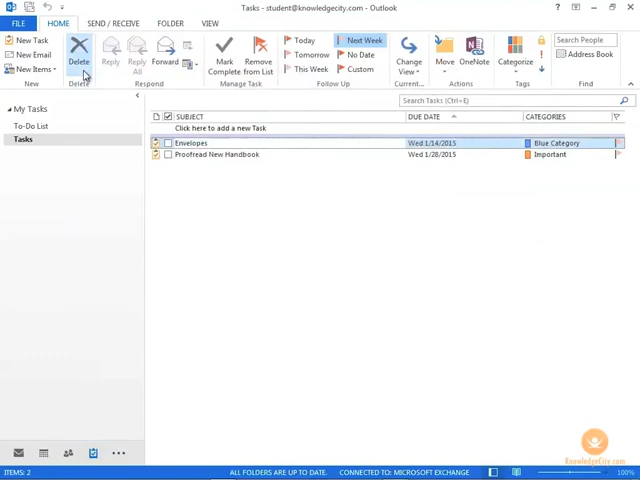 Tasks - student@knowledgecity.com - Outlook
FILE HOME SEND / RECEIVE FOLDER VIEW
New Task
New Email
New Items
Delete
Reply
Reply All
Forward
Mark Complete
Remove from List
Today
Tomorrow
This Week
Next Week
No Date
Custom
Change View
Move
OneNote
Categorize
Search People
Address Book
New Delete Respond Manage Task Follow Up Current... Actions Tags Find
My Tasks
To-Do List
Tasks
Search Tasks (Ctrl+E)
SUBJECT DUE DATE CATEGORIES
Click here to add a new Task
Envelopes Wed 1/14/2015 Blue Category
Proofread New Handbook Wed 1/28/2015 Important
KnowledgeCity.com
ITEMS: 2 ALL FOLDERS ARE UP TO DATE. CONNECTED TO: MICROSOFT EXCHANGE 100%